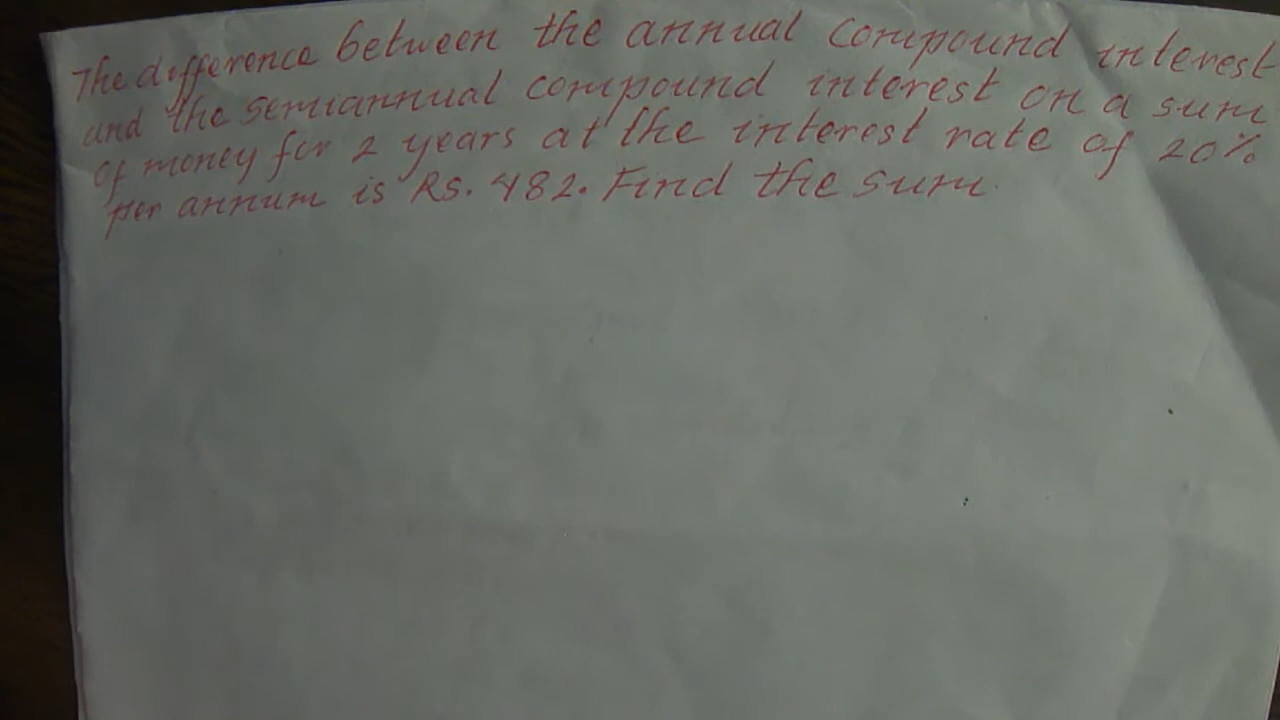 The difference between the annual compound interest
and the semiannual compound interest on a sum
of money for 2 years at the interest rate of 20%
per annum is Rs. 482. Find the sum.